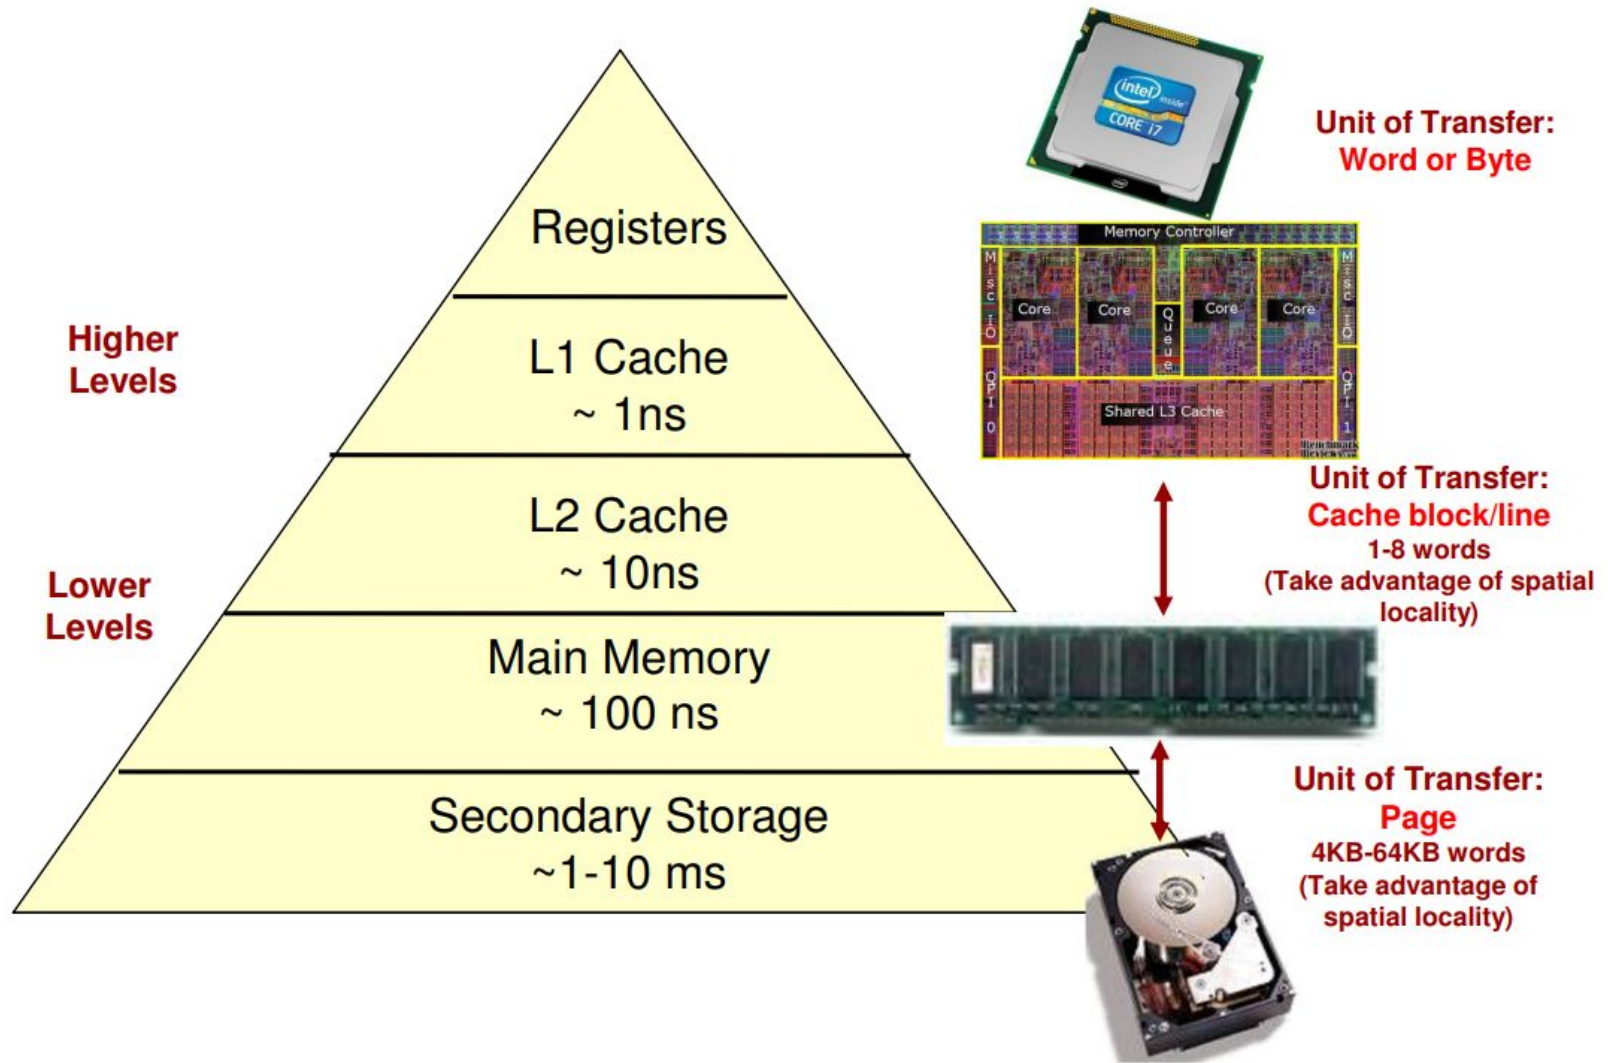 Registers
Higher
Levels
L1 Cache
~ 1ns
L2 Cache
~ 10ns
Lower
Levels
Main Memory
~ 100 ns
Secondary Storage
~1-10 ms
intel
inside
CORE i7
intel
Unit of Transfer:
Word or Byte
Memory Controller
Misc IO
Core
Core
Queue
Core
Core
Misc IO
QPI 0
Shared L3 Cache
QPI 1
Benchmark
Reviews
Unit of Transfer:
Cache block/line
1-8 words
(Take advantage of spatial
locality)
Unit of Transfer:
Page
4KB-64KB words
(Take advantage of
spatial locality)